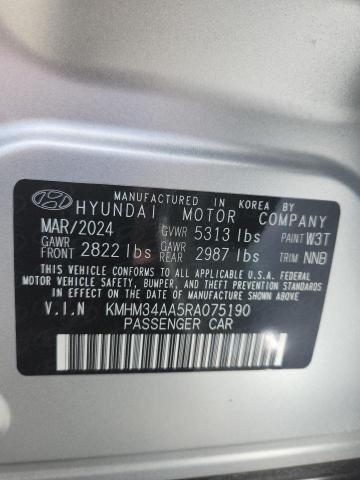 MANUFACTURED IN KOREA BY
HYUNDAI MOTOR COMPANY
MAR/2024 GVWR 5313 lbs PAINT W3T
GAWR FRONT 2822 lbs GAWR REAR 2987 lbs TRIM NNB
THIS VEHICLE CONFORMS TO ALL APPLICABLE U.S.A. FEDERAL
MOTOR VEHICLE SAFETY, BUMPER, AND THEFT PREVENTION
STANDARDS IN EFFECT ON THE DATE OF MANUFACTURE SHOWN ABOVE.
V.I.N KMHM34AA5RA075190
PASSENGER CAR